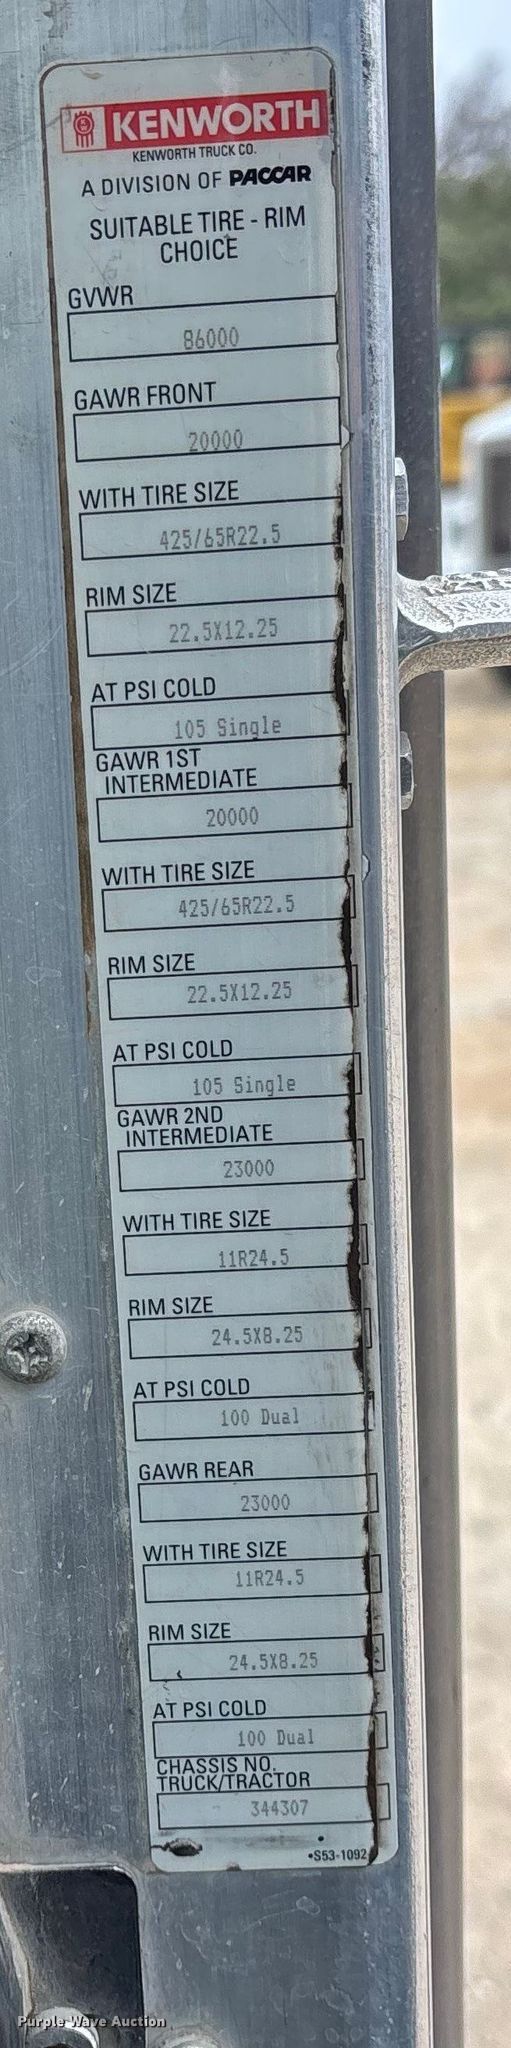 KENWORTH
KENWORTH TRUCK CO.
A DIVISION OF PACCAR
SUITABLE TIRE - RIM
CHOICE
GVWR
86000
GAWR FRONT
20000
WITH TIRE SIZE
425/65R22.5
RIM SIZE
22.5X12.25
AT PSI COLD
105 Single
GAWR 1ST
INTERMEDIATE
20000
WITH TIRE SIZE
425/65R22.5
RIM SIZE
22.5X12.25
AT PSI COLD
105 Single
GAWR 2ND
INTERMEDIATE
23000
WITH TIRE SIZE
11R24.5
RIM SIZE
24.5X8.25
AT PSI COLD
100 Dual
GAWR REAR
23000
WITH TIRE SIZE
11R24.5
RIM SIZE
24.5X8.25
AT PSI COLD
100 Dual
CHASSIS NO.
TRUCK/TRACTOR
344307
•S53-1092
Purple Wave Auction